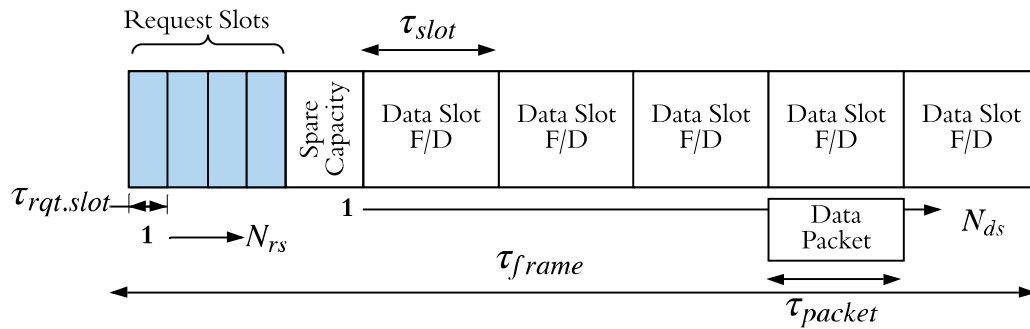 Request Slots
τslot
Spare
Capacity
Data Slot
F/D
Data Slot
F/D
Data Slot
F/D
Data Slot
F/D
Data Slot
F/D
τrqt.slot
1
Nrs
1
Data
Packet
Nds
τframe
τpacket